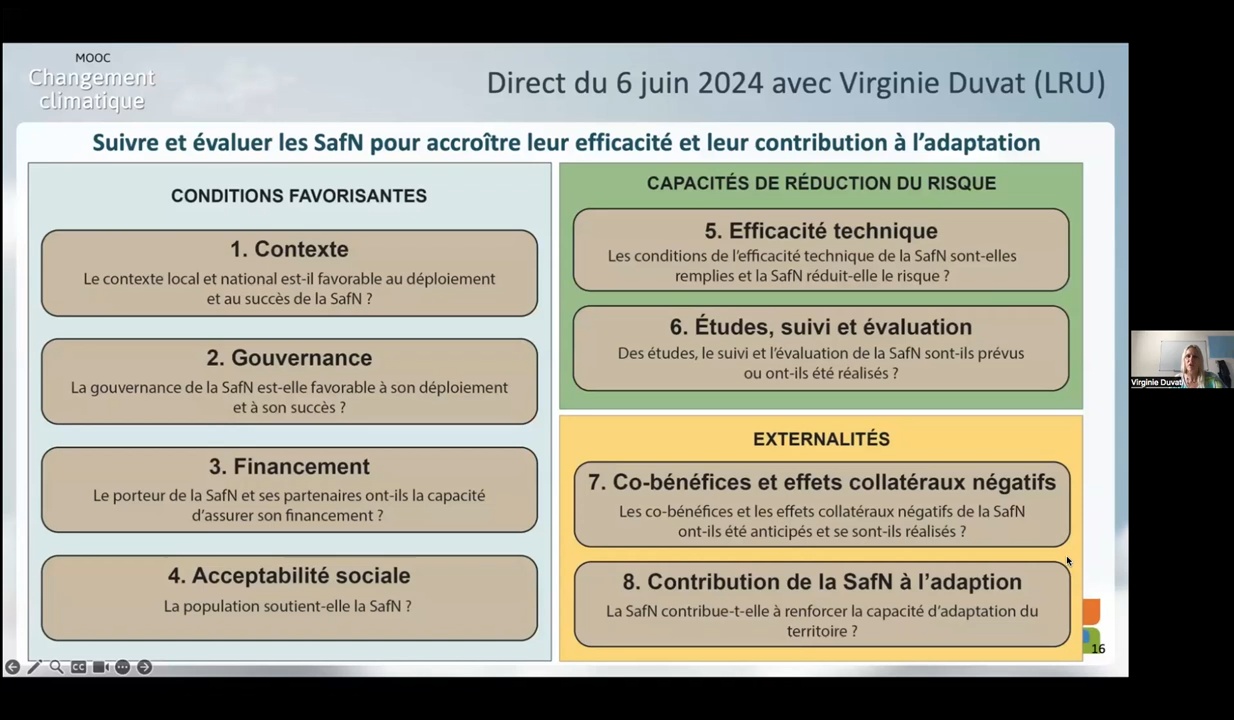 MOOC
Changement
climatique
Direct du 6 juin 2024 avec Virginie Duvat (LRU)
Suivre et évaluer les SafN pour accroître leur efficacité et leur contribution à l'adaptation
CONDITIONS FAVORISANTES
1. Contexte
Le contexte local et national est-il favorable au déploiement
et au succès de la SafN ?
2. Gouvernance
La gouvernance de la SafN est-elle favorable à son déploiement
et à son succès ?
3. Financement
Le porteur de la SafN et ses partenaires ont-ils la capacité
d'assurer son financement ?
4. Acceptabilité sociale
La population soutient-elle la SafN ?
CAPACITÉS DE RÉDUCTION DU RISQUE
5. Efficacité technique
Les conditions de l'efficacité technique de la SafN sont-elles
remplies et la SafN réduit-elle le risque ?
6. Études, suivi et évaluation
Des études, le suivi et l'évaluation de la SafN sont-ils prévus
ou ont-ils été réalisés ?
EXTERNALITÉS
7. Co-bénéfices et effets collatéraux négatifs
Les co-bénéfices et les effets collatéraux négatifs de la SafN
ont-ils été anticipés et se sont-ils réalisés ?
8. Contribution de la SafN à l'adaption
La SafN contribue-t-elle à renforcer la capacité d'adaptation du
territoire ?
16
CC
Virginie Duvat